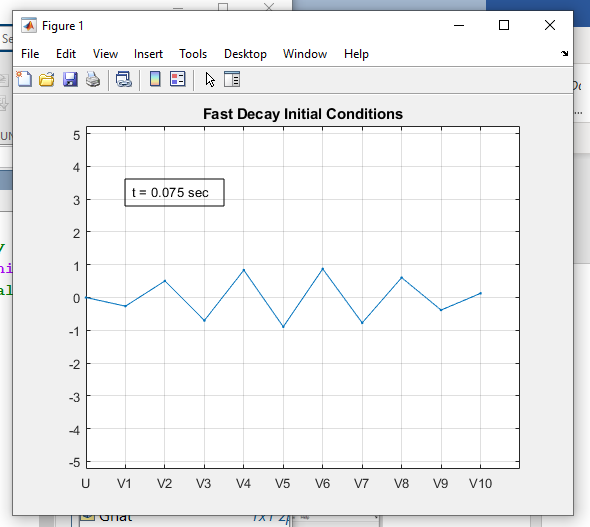 Figure 1
File Edit View Insert Tools Desktop Window Help
Fast Decay Initial Conditions
t = 0.075 sec
5
4
3
2
1
0
-1
-2
-3
-4
-5
U V1 V2 V3 V4 V5 V6 V7 V8 V9 V10